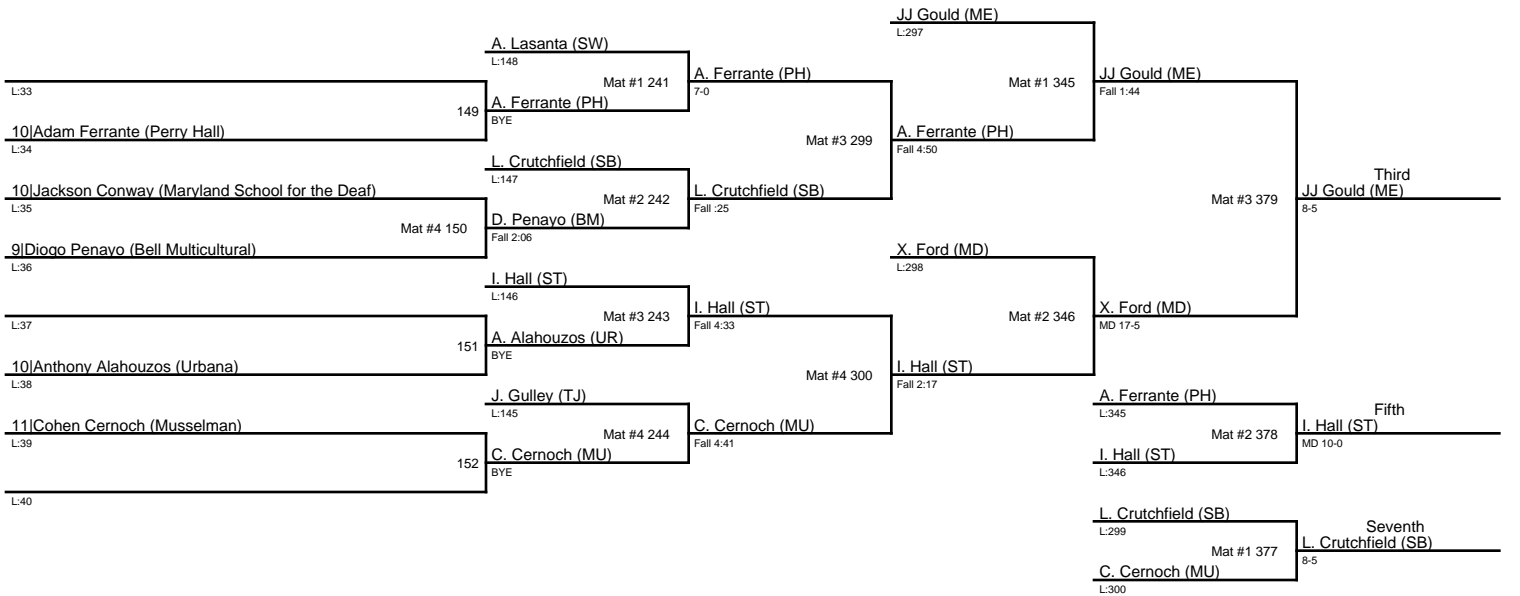 JJ Gould (ME)
L:297
A. Lasanta (SW)
L:148
Mat #1 241
A. Ferrante (PH)
7-0
Mat #1 345
JJ Gould (ME)
Fall 1:44
L:33
149
A. Ferrante (PH)
BYE
10|Adam Ferrante (Perry Hall)
L:34
Mat #3 299
A. Ferrante (PH)
Fall 4:50
L. Crutchfield (SB)
L:147
10|Jackson Conway (Maryland School for the Deaf)
L:35
Mat #2 242
L. Crutchfield (SB)
Fall :25
Mat #3 379
Third
JJ Gould (ME)
8-5
Mat #4 150
D. Penayo (BM)
Fall 2:06
9|Diogo Penayo (Bell Multicultural)
L:36
X. Ford (MD)
L:298
I. Hall (ST)
L:146
L:37
Mat #3 243
I. Hall (ST)
Fall 4:33
Mat #2 346
X. Ford (MD)
MD 17-5
151
A. Alahouzos (UR)
BYE
10|Anthony Alahouzos (Urbana)
L:38
Mat #4 300
I. Hall (ST)
Fall 2:17
J. Gulley (TJ)
L:145
A. Ferrante (PH)
L:345
11|Cohen Cernoch (Musselman)
L:39
Mat #4 244
C. Cernoch (MU)
Fall 4:41
Mat #2 378
Fifth
I. Hall (ST)
MD 10-0
152
C. Cernoch (MU)
BYE
I. Hall (ST)
L:346
L:40
L. Crutchfield (SB)
L:299
Mat #1 377
Seventh
L. Crutchfield (SB)
8-5
C. Cernoch (MU)
L:300